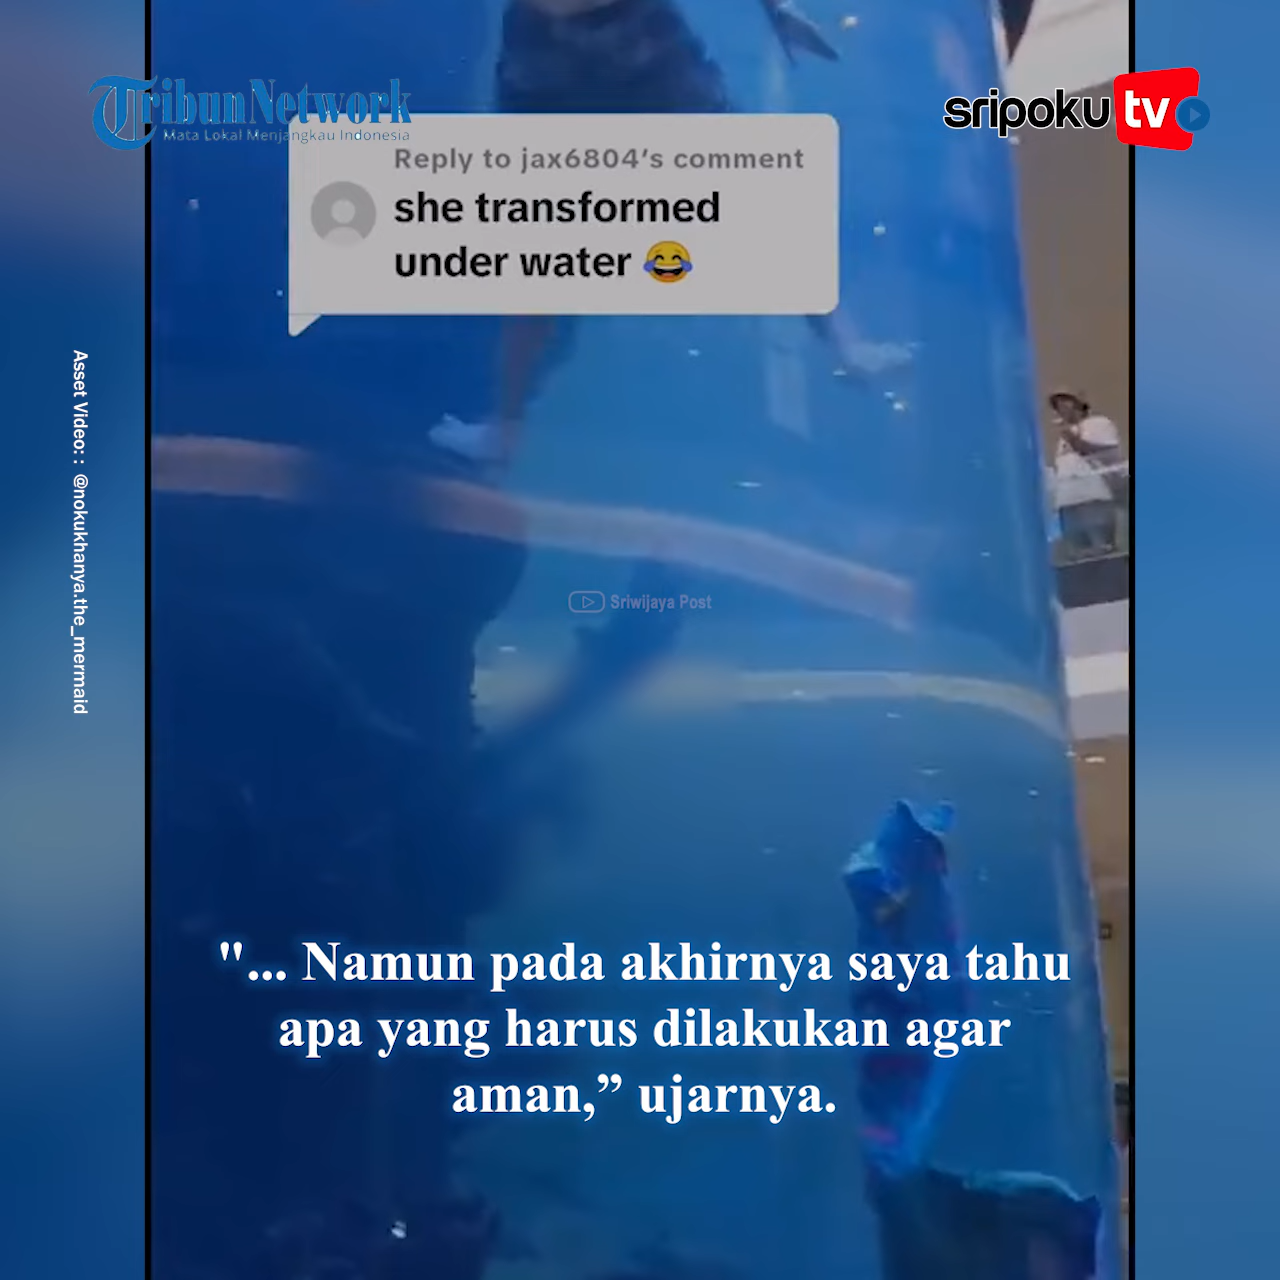 TribunNetwork
Mata Lokal Menjangkau Indonesia
sripoku tv
Reply to jax6804's comment
she transformed
under water 😂
Asset Video: : @nokukhanya.the_mermaid
Sriwijaya Post
"... Namun pada akhirnya saya tahu
apa yang harus dilakukan agar
aman,” ujarnya.